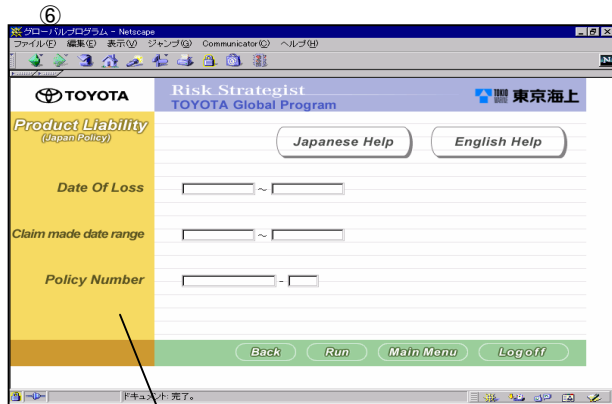 ⑥
グローバルプログラム - Netscape
ファイル(F) 編集(E) 表示(V) ジャンプ(G) Communicator(C) ヘルプ(H)
TOYOTA
Risk Strategist
TOYOTA Global Program
東京海上
Product Liability
(Japan Policy)
Japanese Help
English Help
Date Of Loss
～
Claim made date range
～
Policy Number
-
Back
Run
Main Menu
Logoff
ドキュメント: 完了。